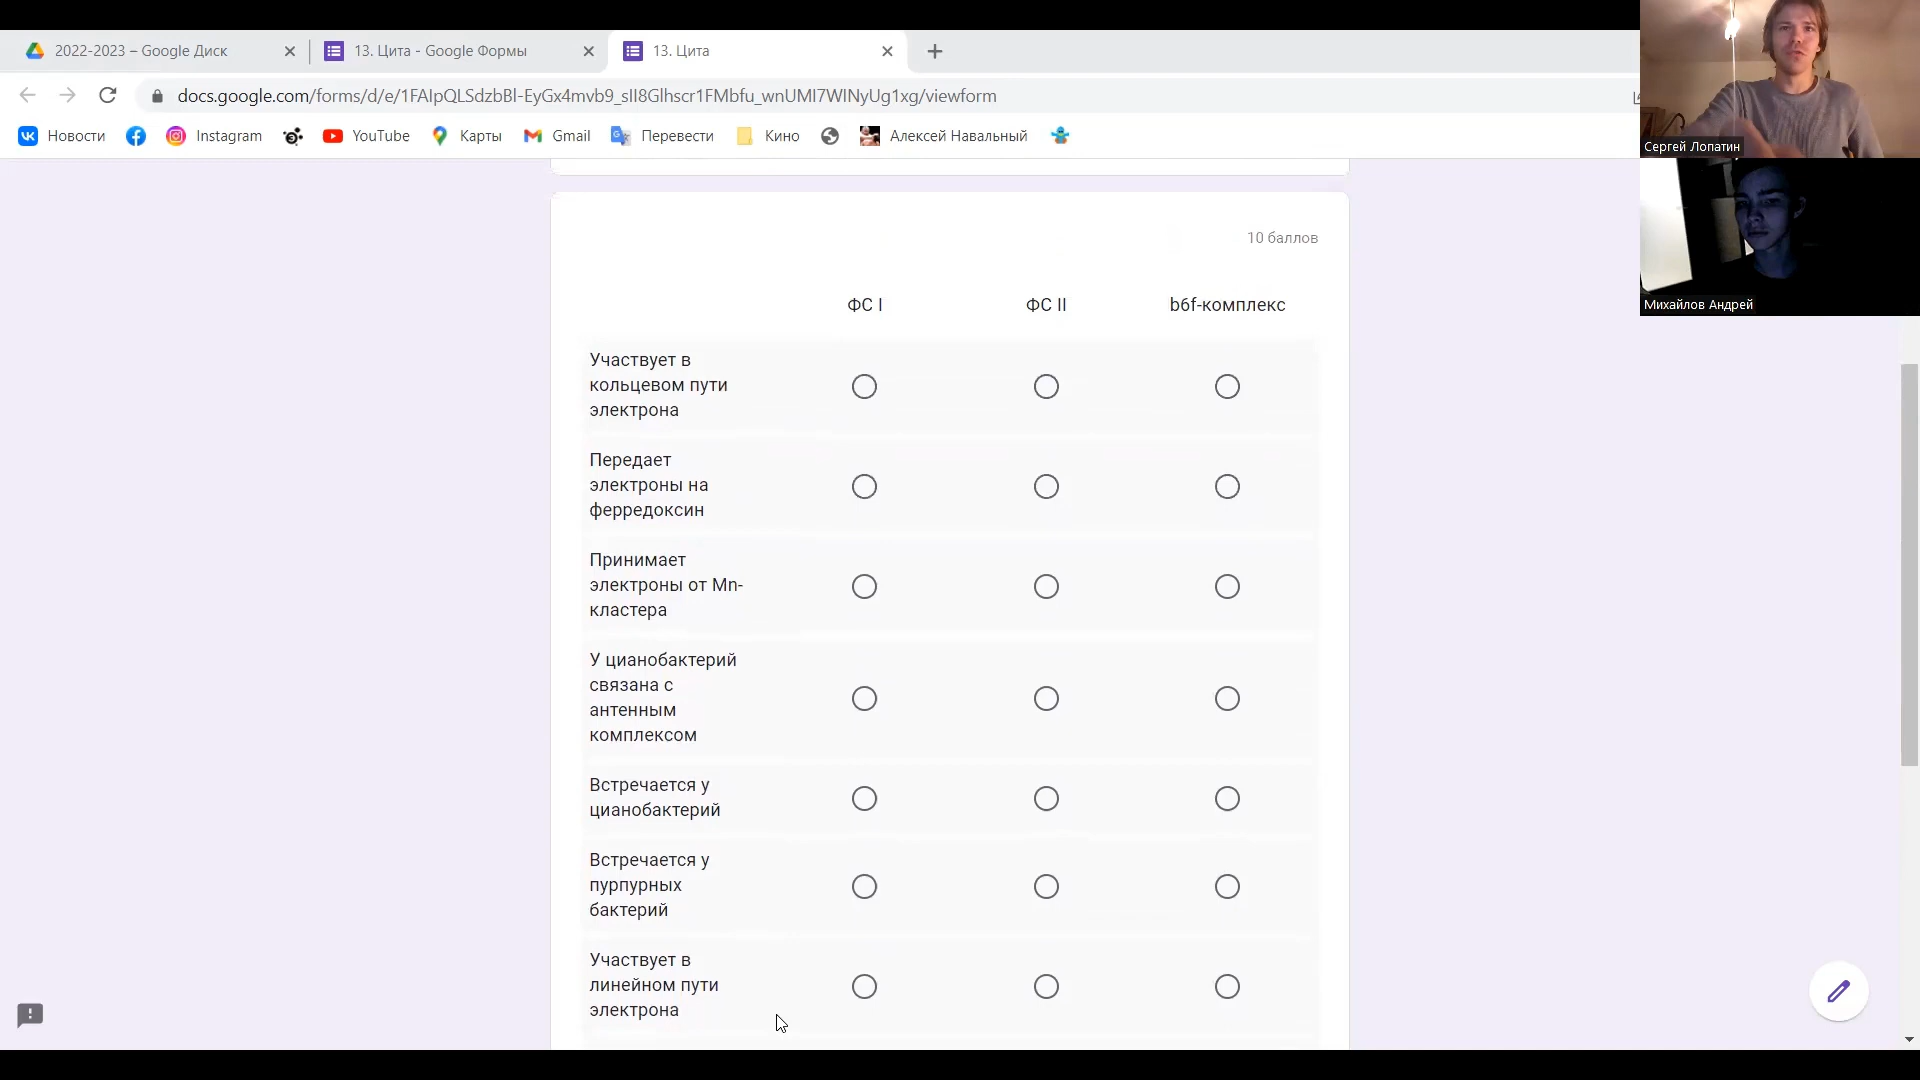 2022-2023 – Google Диск
13. Цита - Google Формы
13. Цита
docs.google.com/forms/d/e/1FAIpQLSdzbBl-EyGx4mvb9_sII8Glhscr1FMbfu_wnUMI7WlNyUg1xg/viewform
Новости
Instagram
YouTube
Карты
Gmail
Перевести
Кино
Алексей Навальный
Сергей Лопатин
Михайлов Андрей
10 баллов
ФС I ФС II b6f-комплекс
Участвует в
кольцевом пути
электрона
Передает
электроны на
ферредоксин
Принимает
электроны от Mn-
кластера
У цианобактерий
связана с
антенным
комплексом
Встречается у
цианобактерий
Встречается у
пурпурных
бактерий
Участвует в
линейном пути
электрона